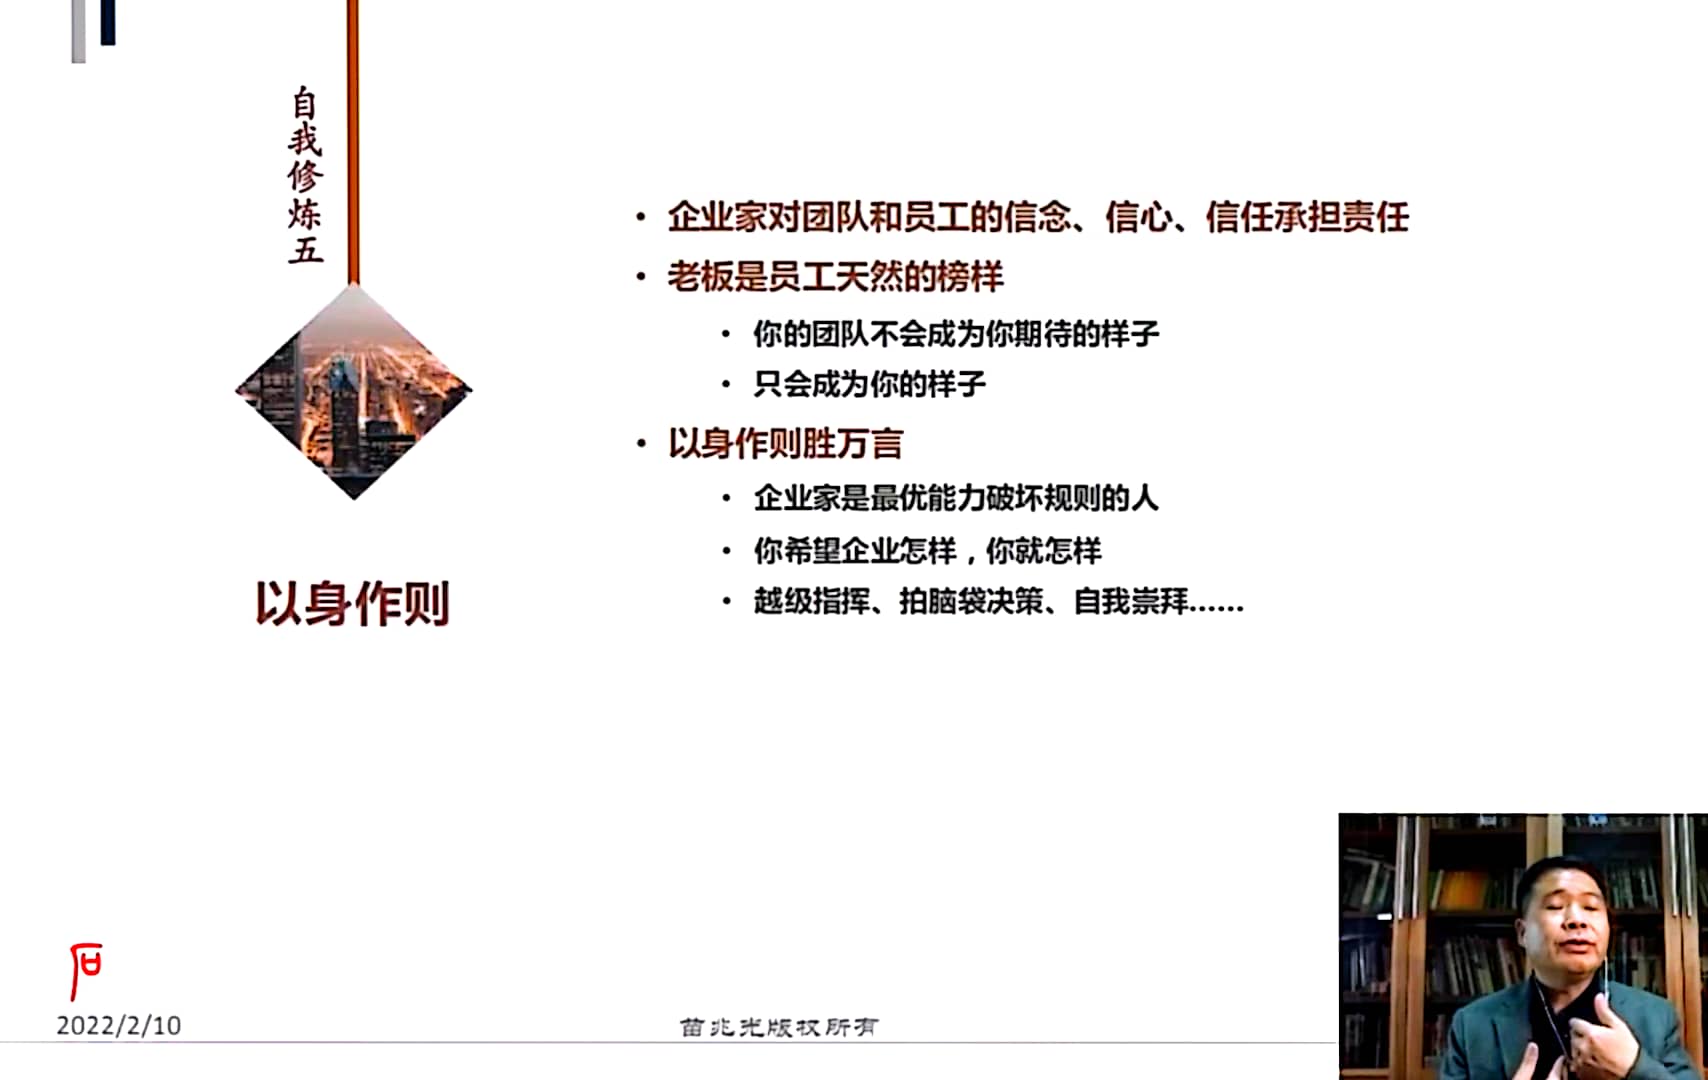 自我修炼五
以身作则
• 企业家对团队和员工的信念、信心、信任承担责任
• 老板是员工天然的榜样
• 你的团队不会成为你期待的样子
• 只会成为你的样子
• 以身作则胜万言
• 企业家是最优能力破坏规则的人
• 你希望企业怎样，你就怎样
• 越级指挥、拍脑袋决策、自我崇拜……
2022/2/10
苗兆光版权所有